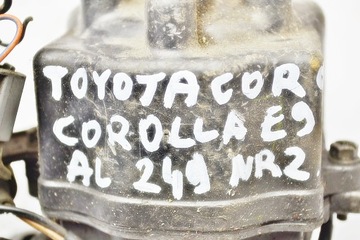 TOYOTA COR
COROLLA E9
AL 249 NR2